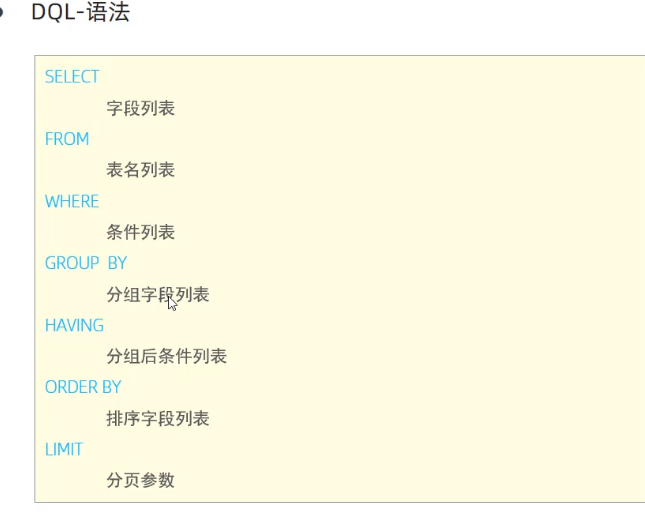 DQL-语法
SELECT
字段列表
FROM
表名列表
WHERE
条件列表
GROUP BY
分组字段列表
HAVING
分组后条件列表
ORDER BY
排序字段列表
LIMIT
分页参数